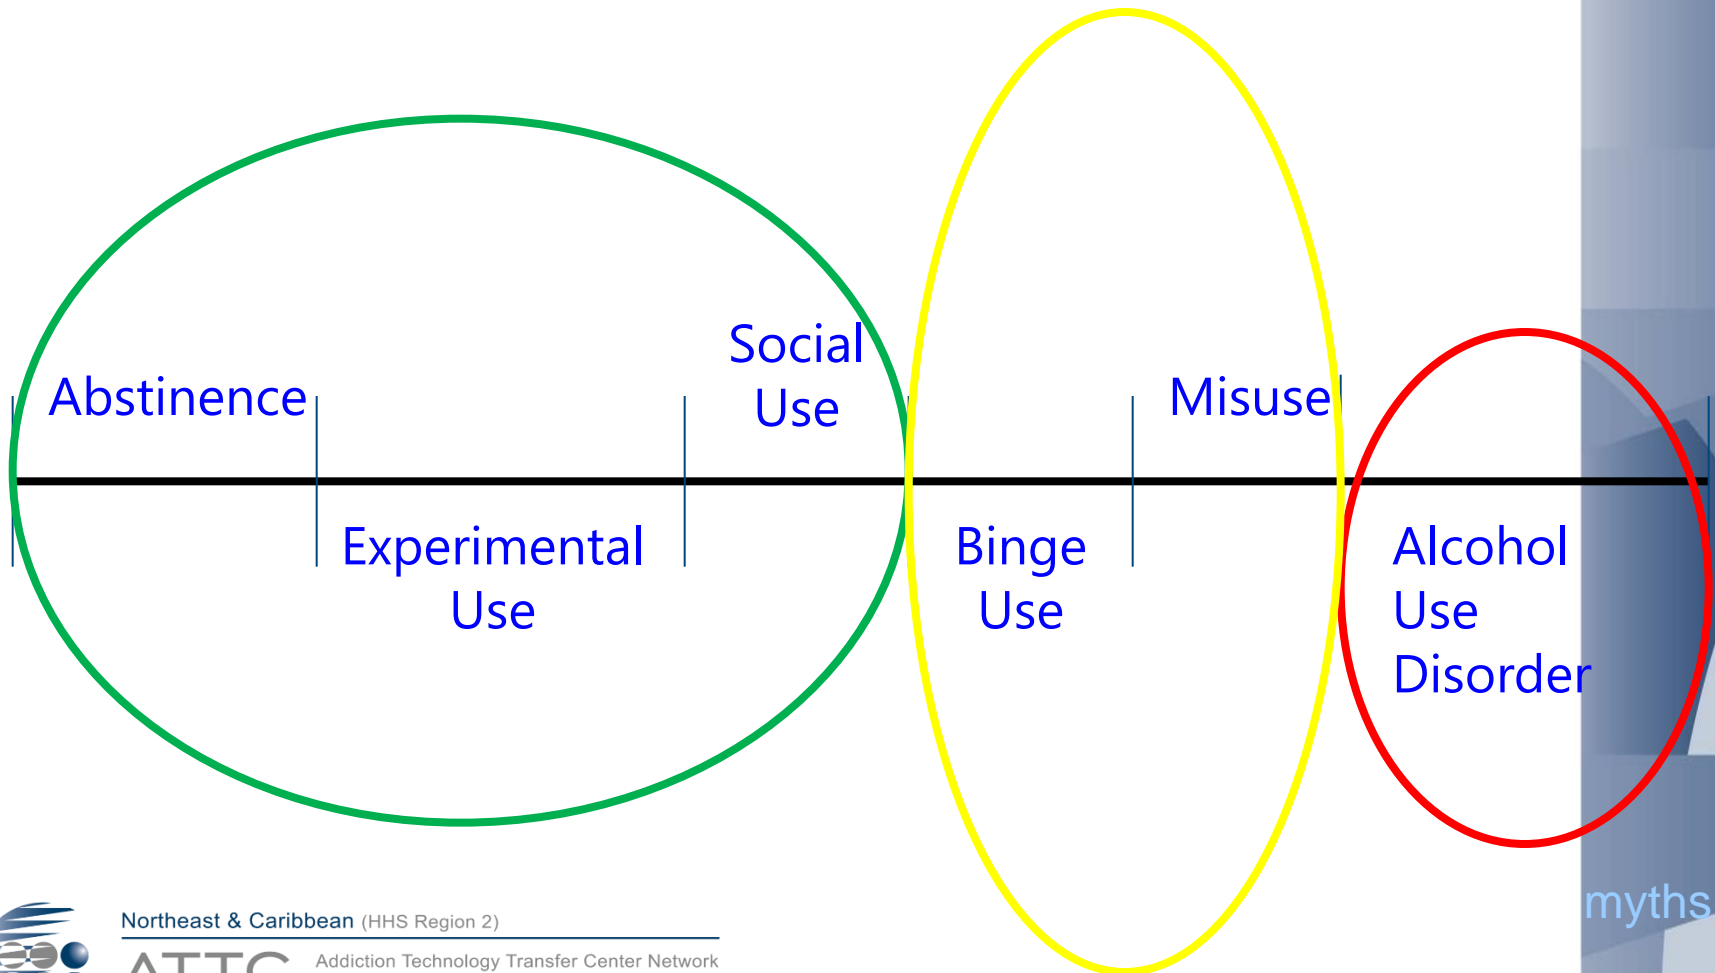 Abstinence
Experimental
Use
Social
Use
Binge
Use
Misuse
Alcohol
Use
Disorder
myths
Northeast & Caribbean (HHS Region 2)
ATTC Addiction Technology Transfer Center Network